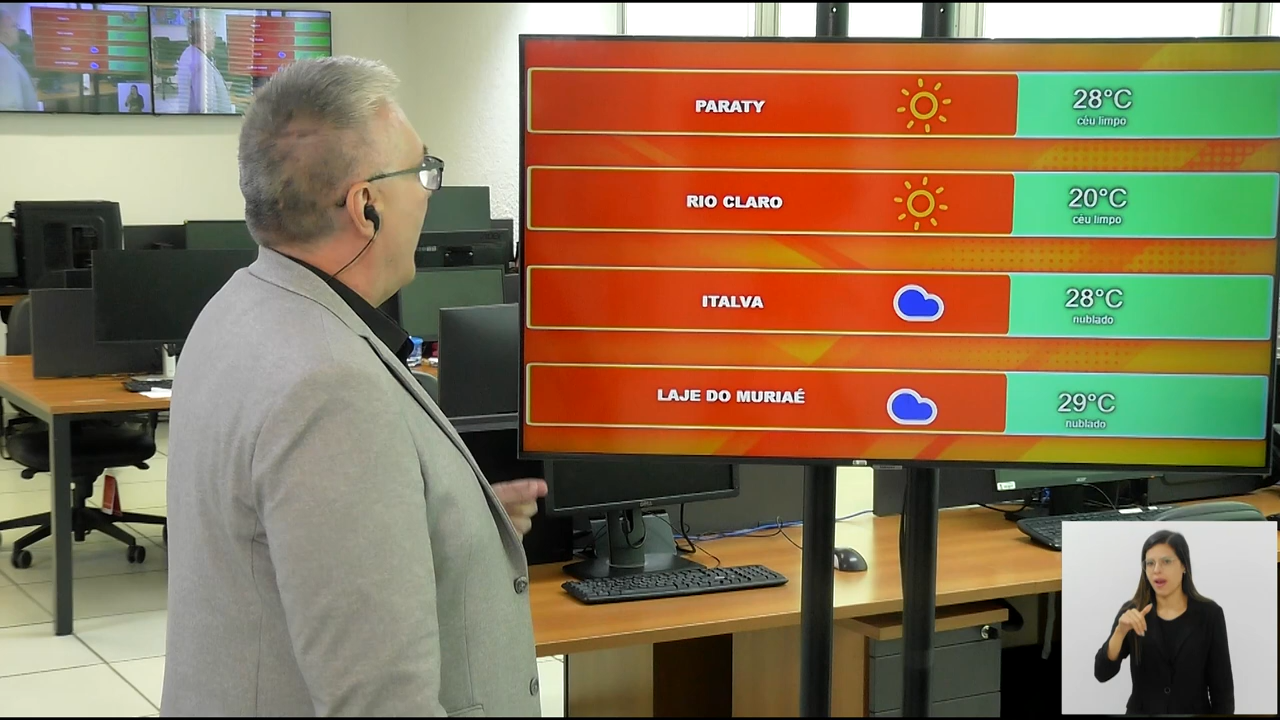 PARATY
28°C
céu limpo
RIO CLARO
20°C
céu limpo
ITALVA
28°C
nublado
LAJE DO MURIAÉ
29°C
nublado